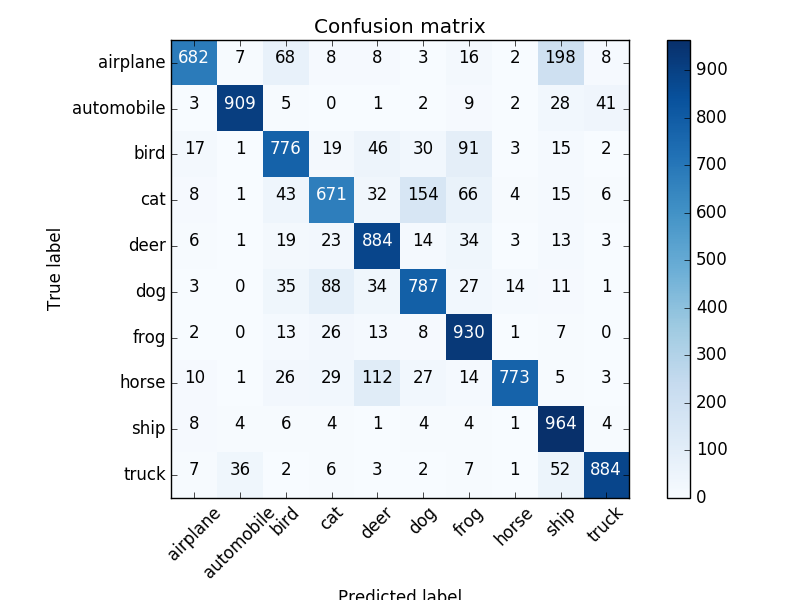 Confusion matrix
airplane 682 7 68 8 8 3 16 2 198 8
automobile 3 909 5 0 1 2 9 2 28 41
bird 17 1 776 19 46 30 91 3 15 2
cat 8 1 43 671 32 154 66 4 15 6
deer 6 1 19 23 884 14 34 3 13 3
dog 3 0 35 88 34 787 27 14 11 1
frog 2 0 13 26 13 8 930 1 7 0
horse 10 1 26 29 112 27 14 773 5 3
ship 8 4 6 4 1 4 4 1 964 4
truck 7 36 2 6 3 2 7 1 52 884
True label
airplane automobile bird cat deer dog frog horse ship truck
Predicted label
900
800
700
600
500
400
300
200
100
0